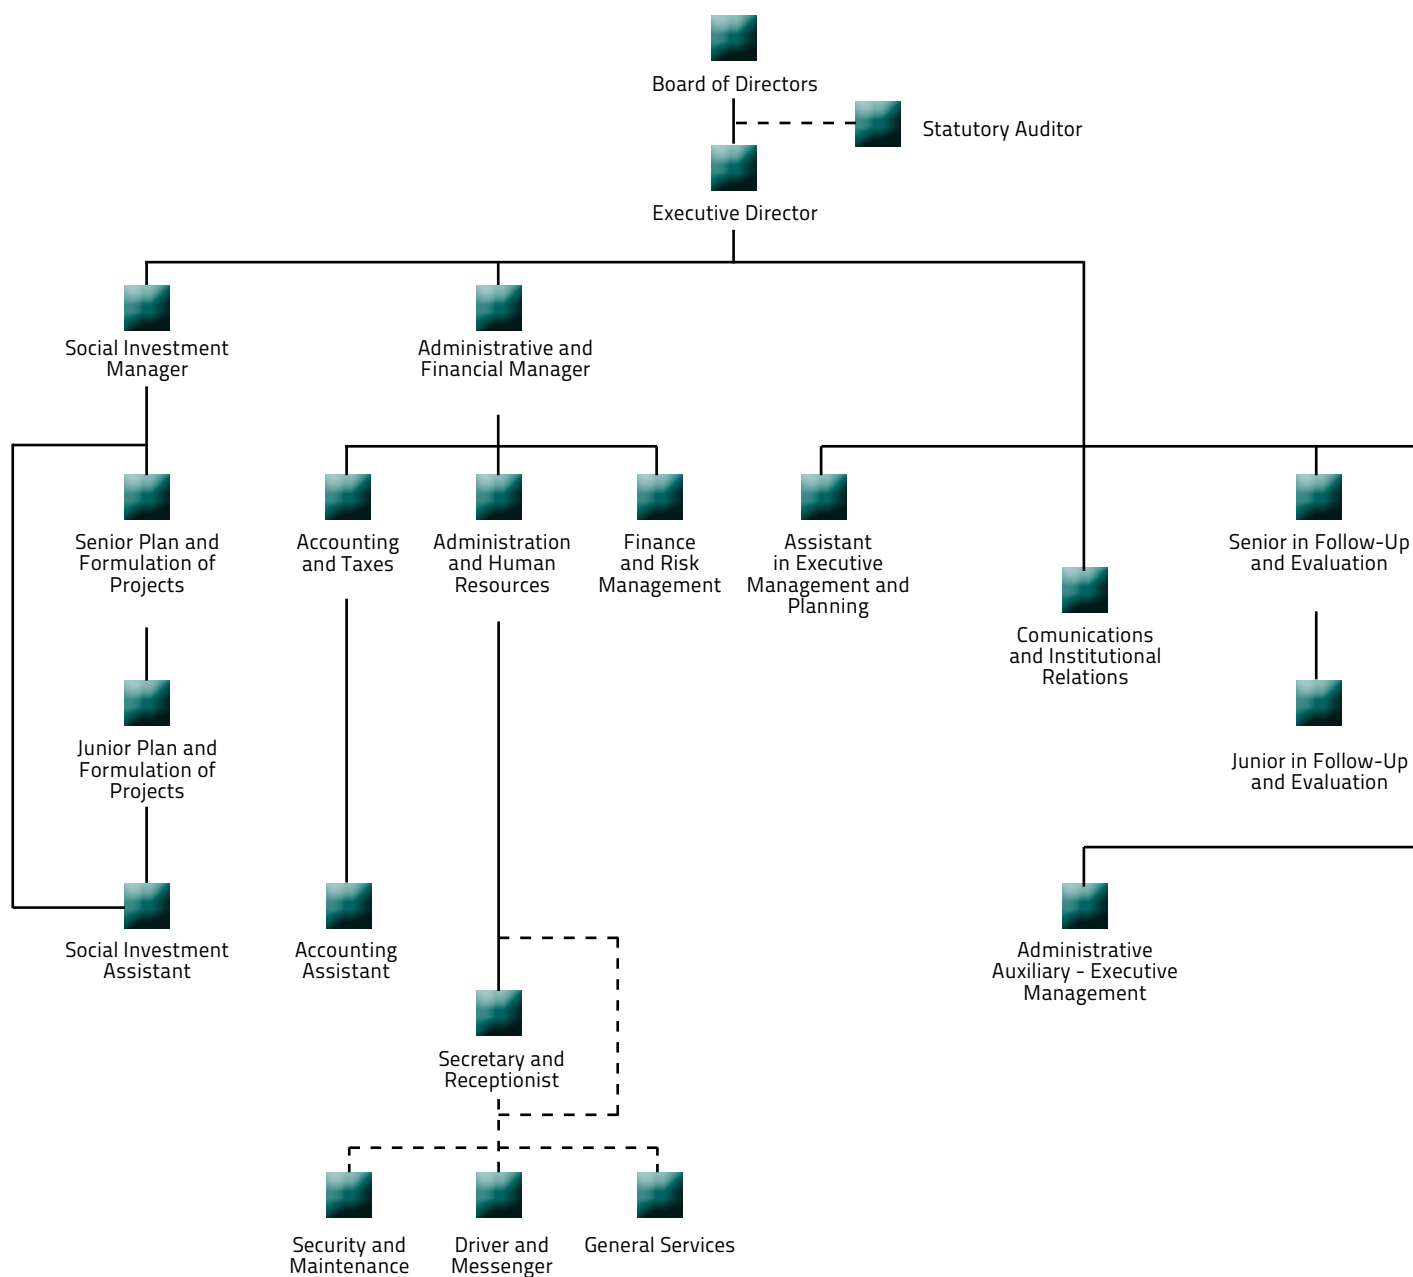 Board of Directors
Statutory Auditor
Executive Director
Social Investment
Manager
Administrative and
Financial Manager
Senior Plan and
Formulation of
Projects
Accounting
and Taxes
Administration
and Human
Resources
Finance
and Risk
Management
Assistant
in Executive
Management and
Planning
Senior in Follow-Up
and Evaluation
Comunications
and Institutional
Relations
Junior Plan and
Formulation of
Projects
Junior in Follow-Up
and Evaluation
Social Investment
Assistant
Accounting
Assistant
Administrative
Auxiliary - Executive
Management
Secretary and
Receptionist
Security and
Maintenance
Driver and
Messenger
General Services